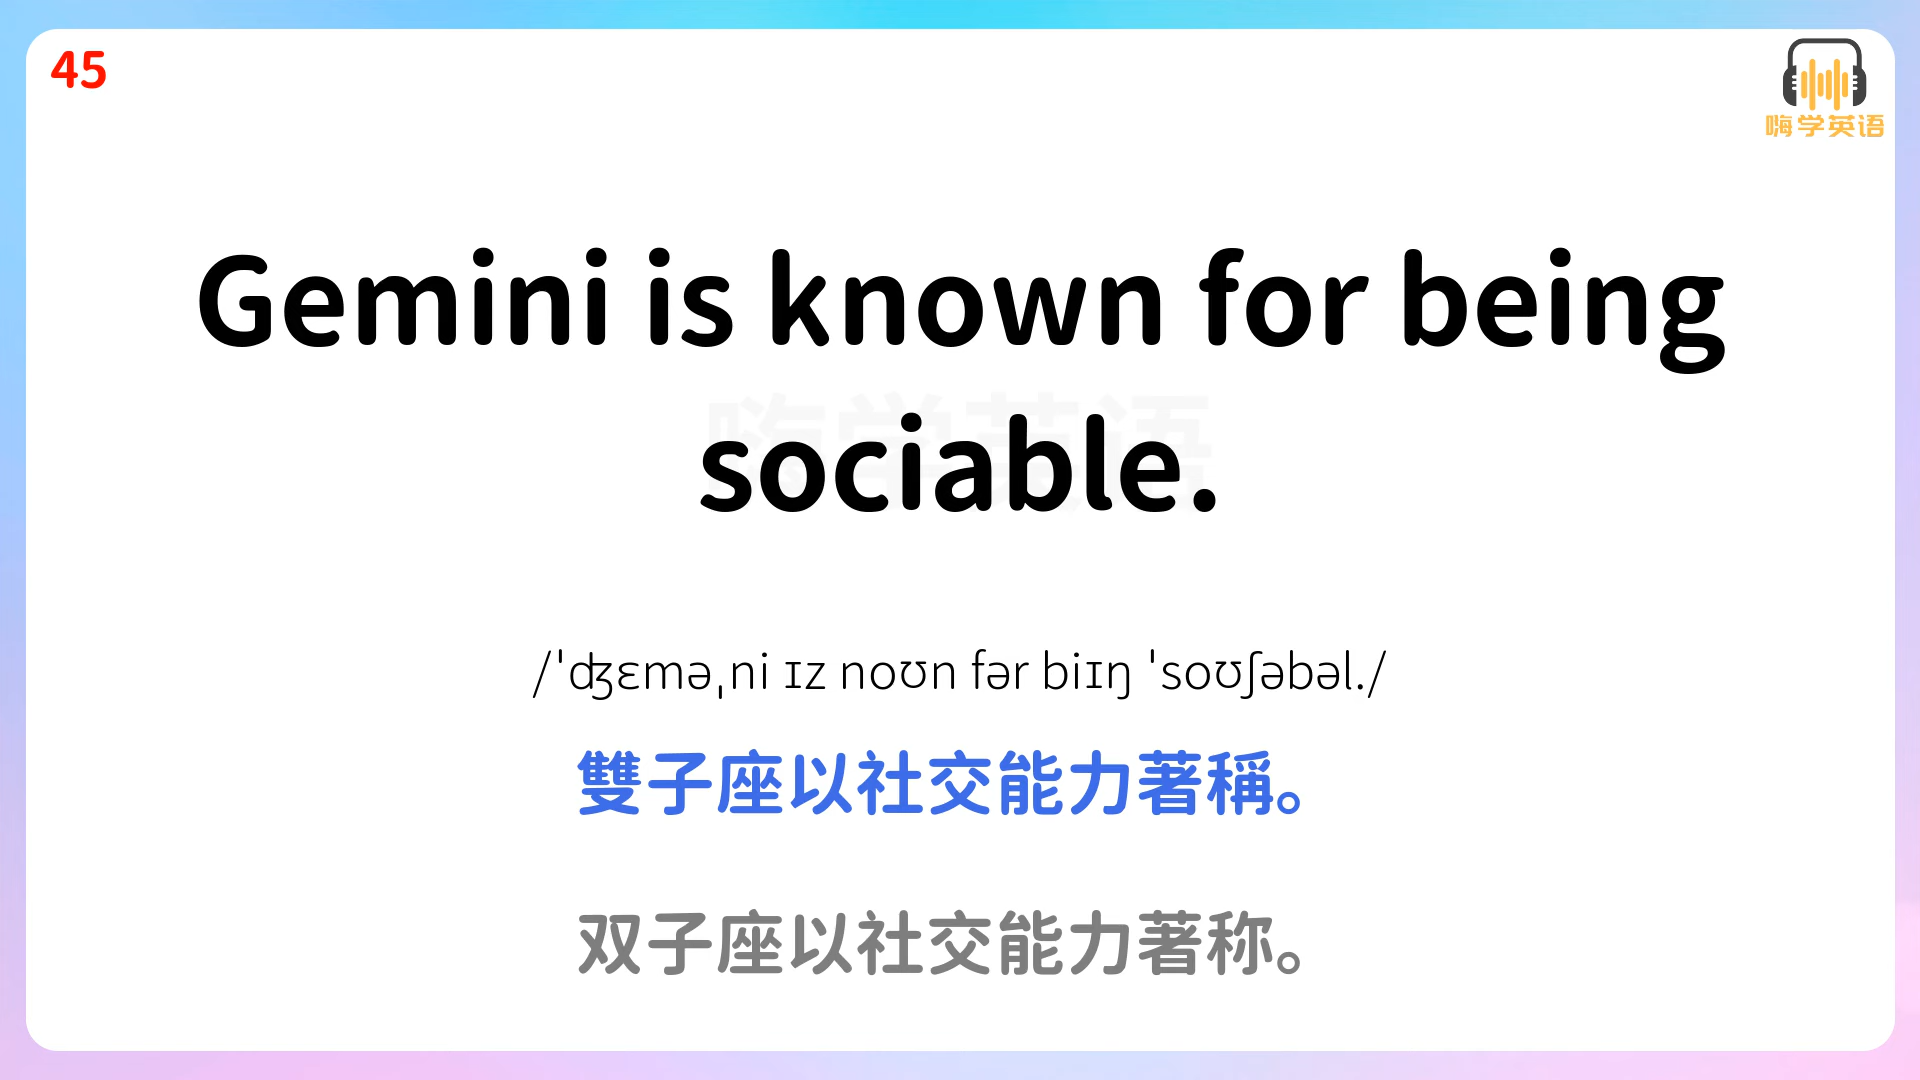 45
嗨学英语
Gemini is known for being
sociable.
/ˈʤɛməˌni ɪz noʊn fər biɪŋ ˈsoʊʃəbəl./
雙子座以社交能力著稱。
双子座以社交能力著称。